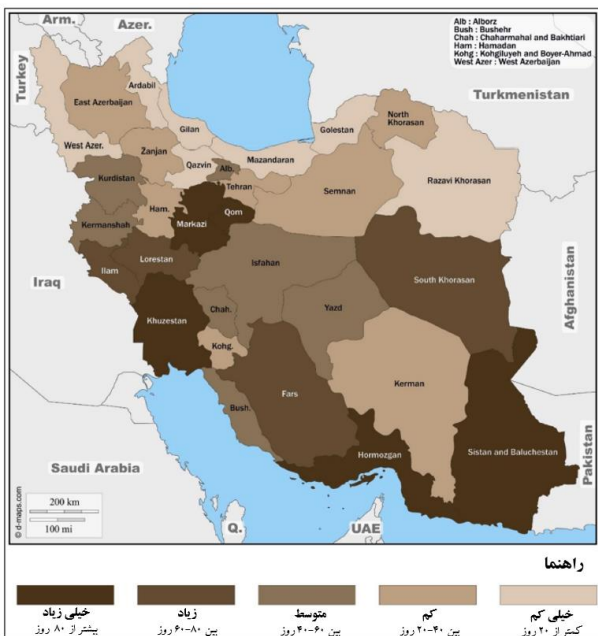 Alb : Alborz
Bush : Bushehr
Chah : Chaharmahal and Bakhtiari
Ham : Hamadan
Kohg : Kohgiluyeh and Boyer-Ahmad
West Azer : West Azerbaijan
Arm.
Azer.
Turkey
Turkmenistan
Ardabil
East Azerbaijan
North
Khorasan
Gilan
Golestan
West Azer.
Zanjan
Qazvin
Mazandaran
Razavi Khorasan
Kurdistan
Alb.
Tehran
Semnan
Ham.
Qom
Markazi
Kermanshah
Lorestan
Isfahan
Ilam
South Khorasan
Iraq
Afghanistan
Chah.
Yazd
Khuzestan
Kohg.
Kerman
Fars
Bush.
Hormozgan
Sistan and Baluchestan
Saudi Arabia
Pakistan
200 km
100 mi
Q.
UAE
© d-maps.com
راهنما
خیلی کم
کمتر از ۲۰ روز
کم
بین ۴۰-۲۰ روز
متوسط
بین ۶۰-۴۰ روز
زیاد
بین ۸۰-۶۰ روز
خیلی زیاد
بیشتر از ۸۰ روز